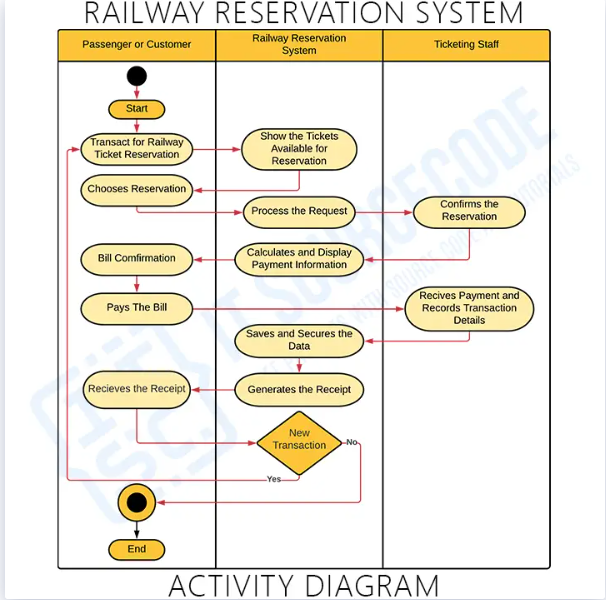 RAILWAY RESERVATION SYSTEM
Passenger or Customer
Railway Reservation
System
Ticketing Staff
Start
Transact for Railway
Ticket Reservation
Show the Tickets
Available for
Reservation
Chooses Reservation
Process the Request
Confirms the
Reservation
Bill Comfirmation
Calculates and Display
Payment Information
Pays The Bill
Recives Payment and
Records Transaction
Details
Saves and Secures the
Data
Recieves the Receipt
Generates the Receipt
New
Transaction
No
Yes
End
IT SOURCECODE
ACTIVITY DIAGRAM